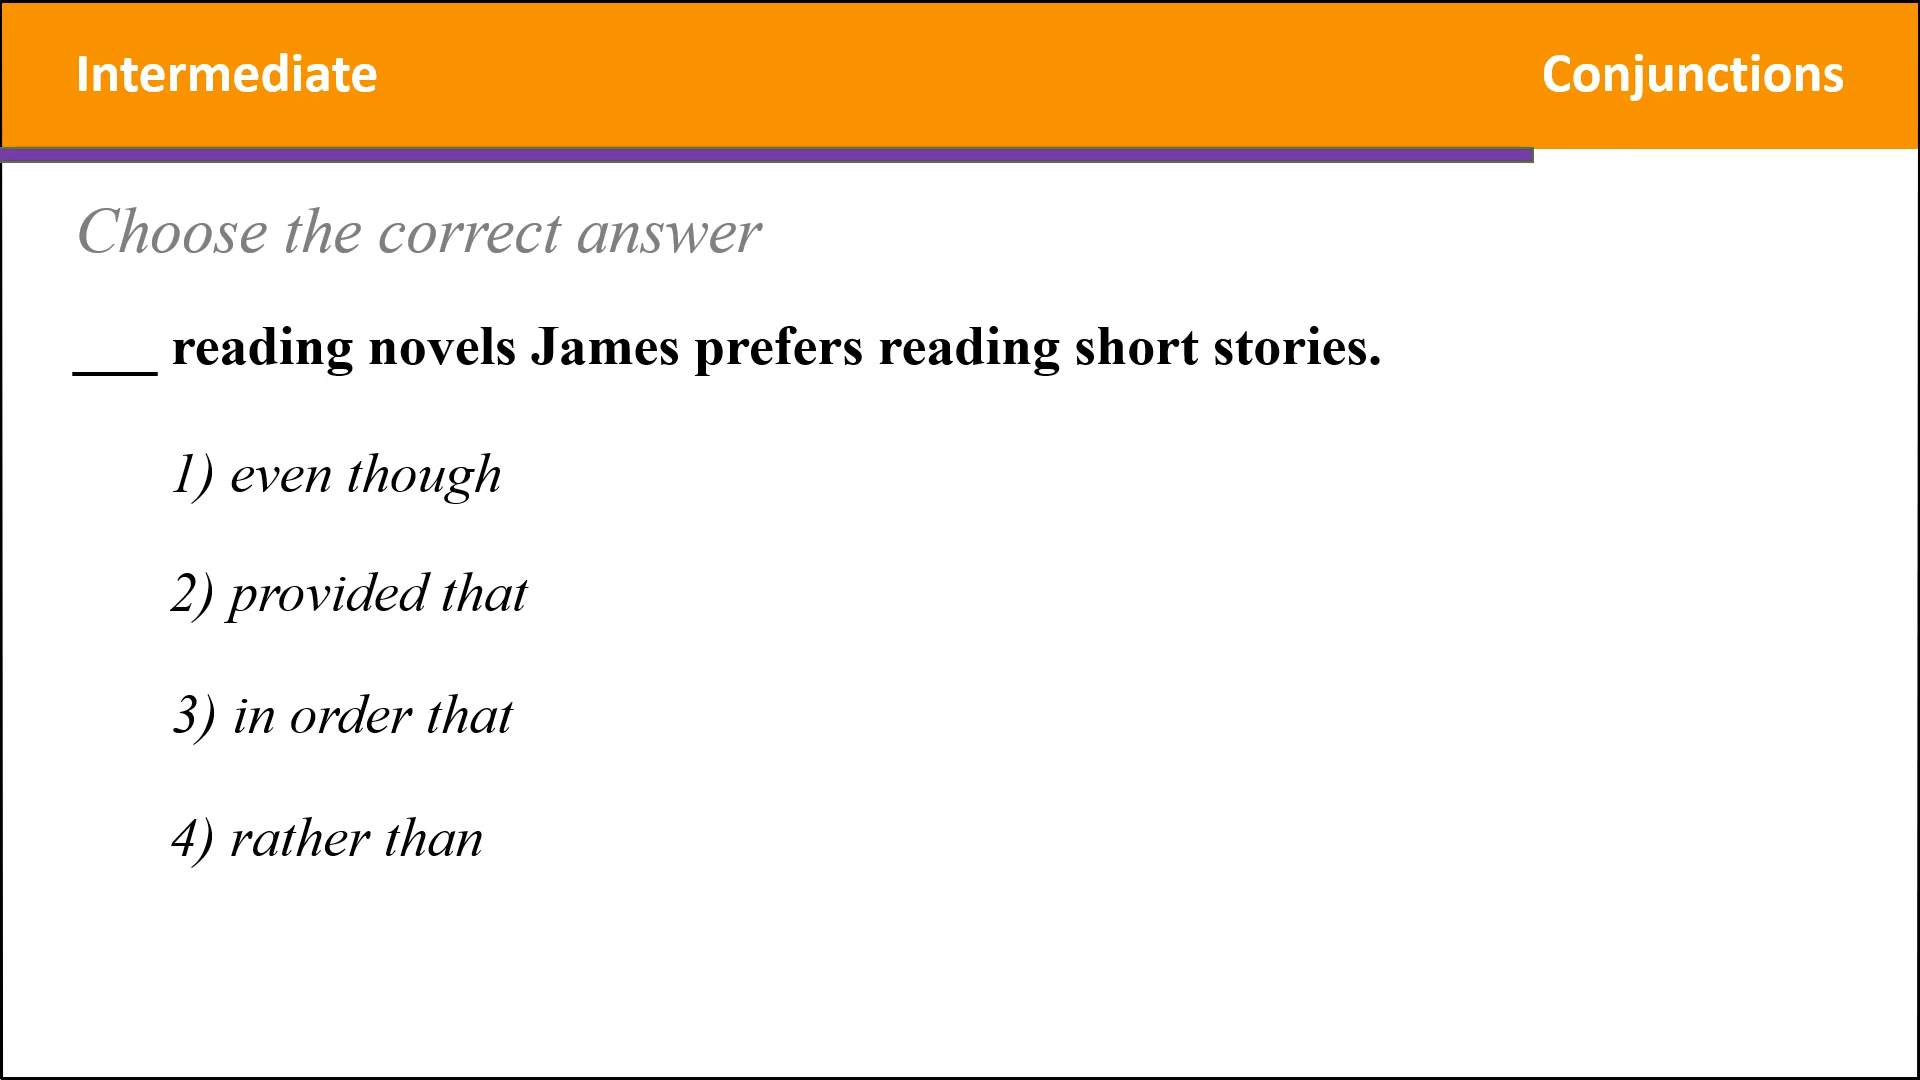 Intermediate
Conjunctions
Choose the correct answer
___ reading novels James prefers reading short stories.
1) even though
2) provided that
3) in order that
4) rather than